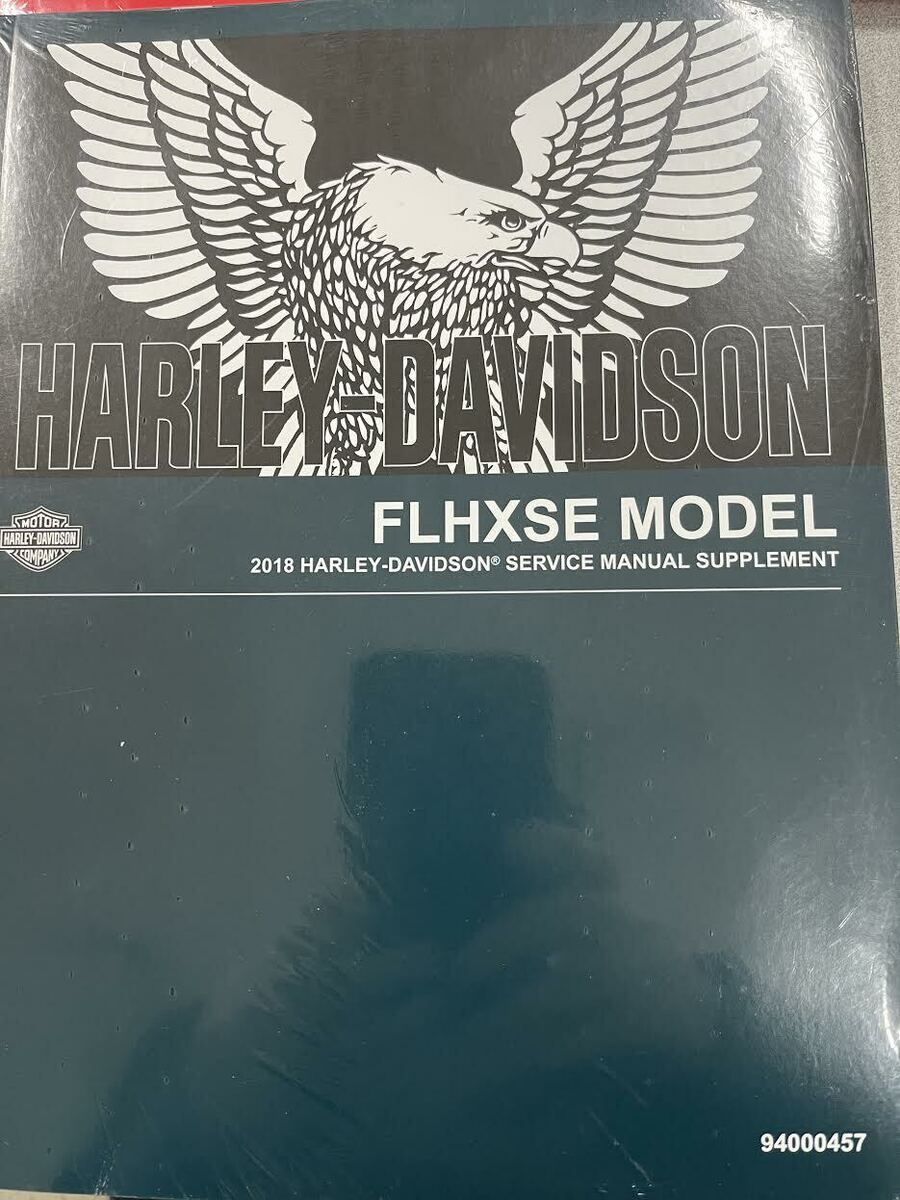 HARLEY-DAVIDSON
MOTOR
HARLEY-DAVIDSON
COMPANY
FLHXSE MODEL
2018 HARLEY-DAVIDSON® SERVICE MANUAL SUPPLEMENT
94000457